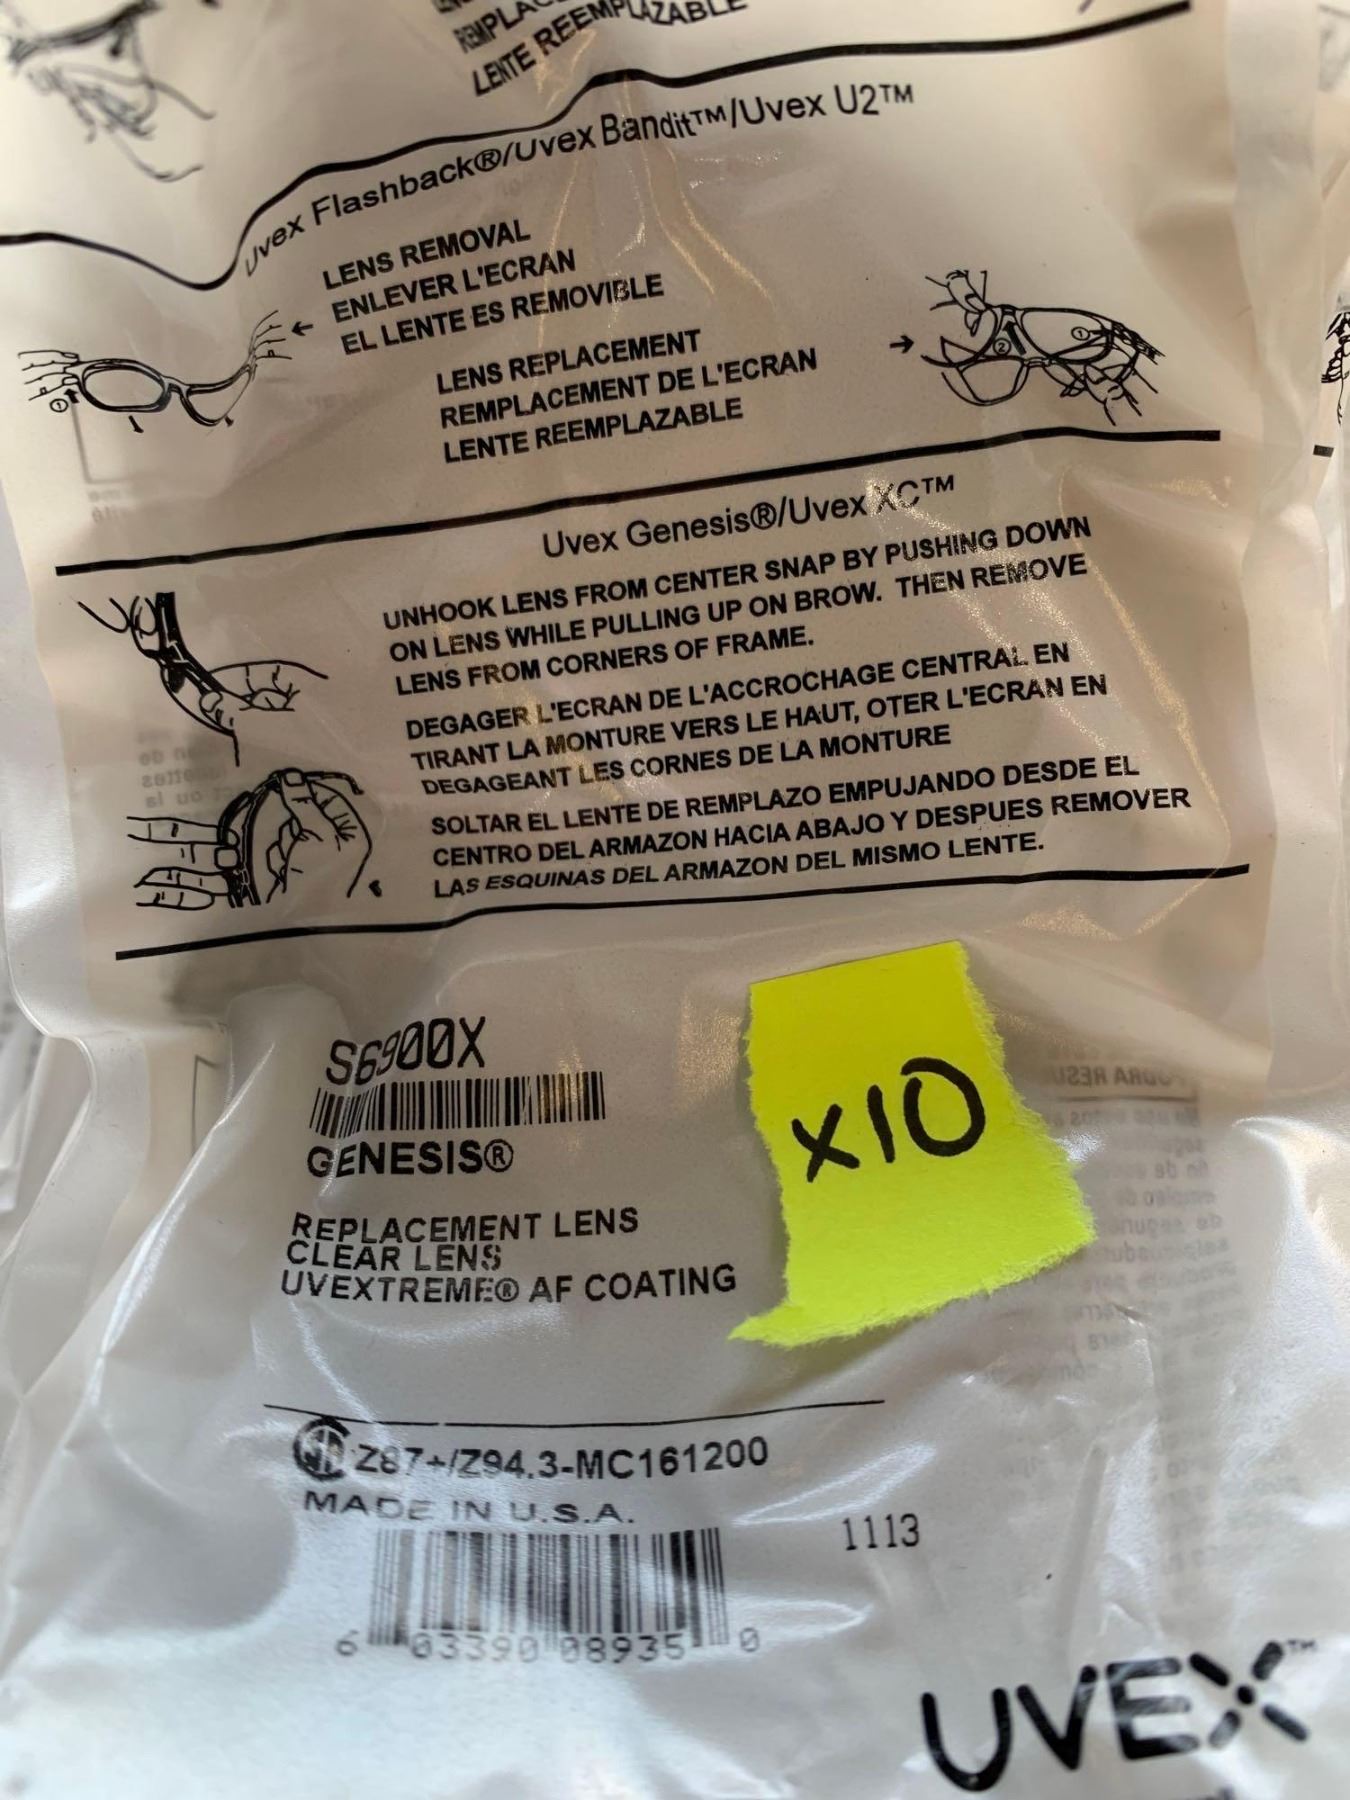 REMPLAC
LENTE REEMPLAZABLE
Uvex Flashback®/Uvex Bandit™/Uvex U2™
LENS REMOVAL
ENLEVER L'ECRAN
EL LENTE ES REMOVIBLE
LENS REPLACEMENT
REMPLACEMENT DE L'ECRAN
LENTE REEMPLAZABLE
1
2
1
Uvex Genesis®/Uvex XC™
UNHOOK LENS FROM CENTER SNAP BY PUSHING DOWN
ON LENS WHILE PULLING UP ON BROW. THEN REMOVE
LENS FROM CORNERS OF FRAME.
DEGAGER L'ECRAN DE L'ACCROCHAGE CENTRAL EN
TIRANT LA MONTURE VERS LE HAUT, OTER L'ECRAN EN
DEGAGEANT LES CORNES DE LA MONTURE
SOLTAR EL LENTE DE REMPLAZO EMPUJANDO DESDE EL
CENTRO DEL ARMAZON HACIA ABAJO Y DESPUES REMOVER
LAS ESQUINAS DEL ARMAZON DEL MISMO LENTE.
S6900X
GENESIS®
x10
REPLACEMENT LENS
CLEAR LENS
UVEXTREME® AF COATING
Z87+/Z94.3-MC161200
MADE IN U.S.A.
1113
6 03390 08935 0
UVEX™